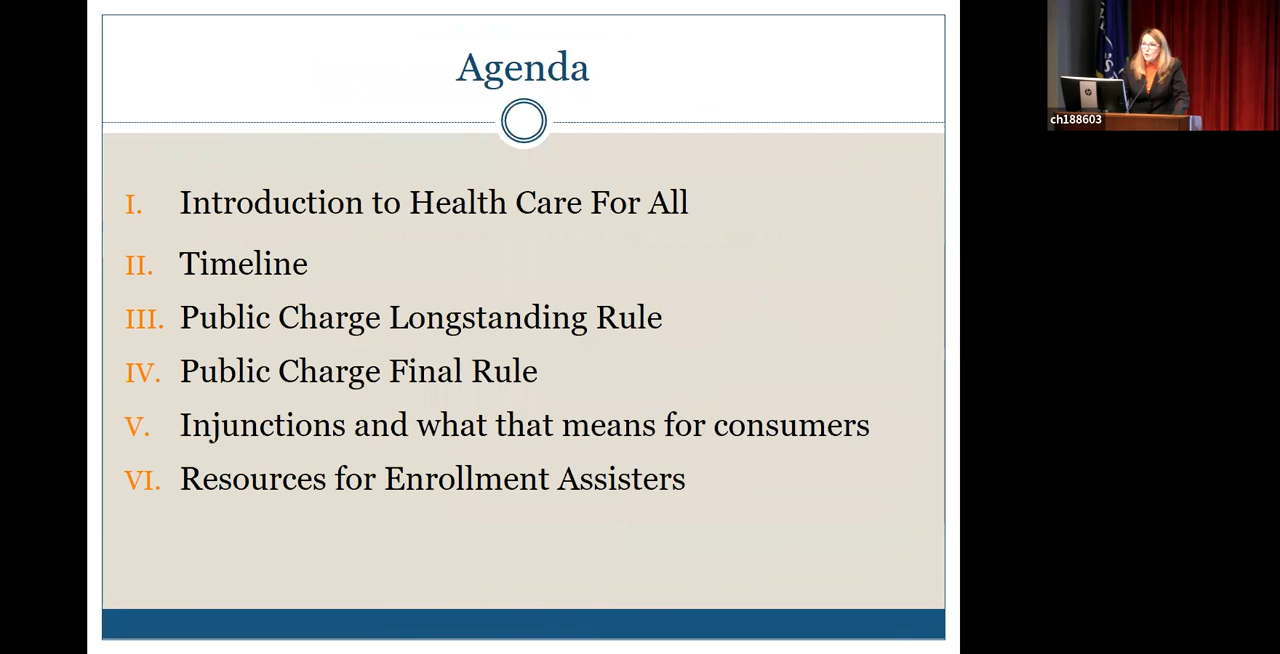 Agenda
I. Introduction to Health Care For All
II. Timeline
III. Public Charge Longstanding Rule
IV. Public Charge Final Rule
V. Injunctions and what that means for consumers
VI. Resources for Enrollment Assisters
ch188603